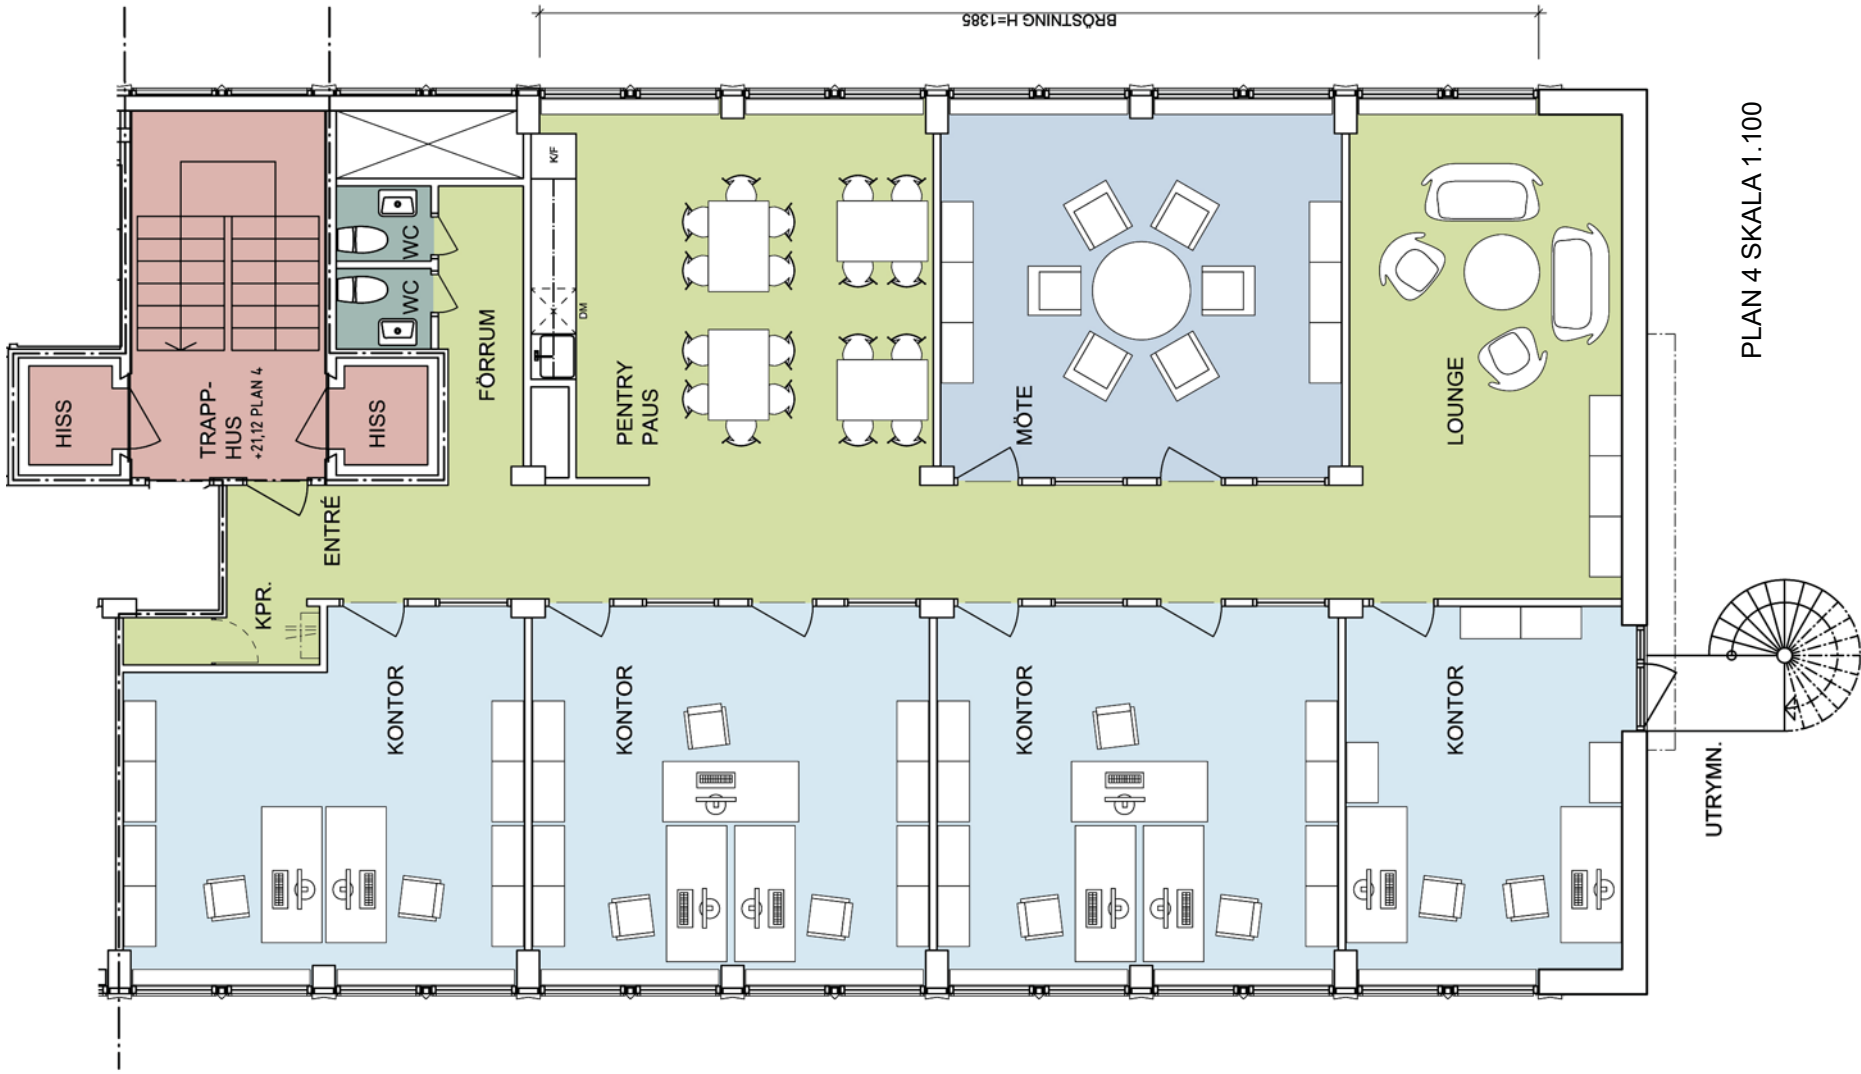 BRÖSTNING H=1385
PLAN 4 SKALA 1.100
HISS
TRAPP-
HUS
+21,12 PLAN 4
HISS
WC
WC
FÖRRUM
K/F
DM
PENTRY
PAUS
MÖTE
LOUNGE
ENTRÉ
KPR.
KONTOR
KONTOR
KONTOR
KONTOR
UTRYMN.